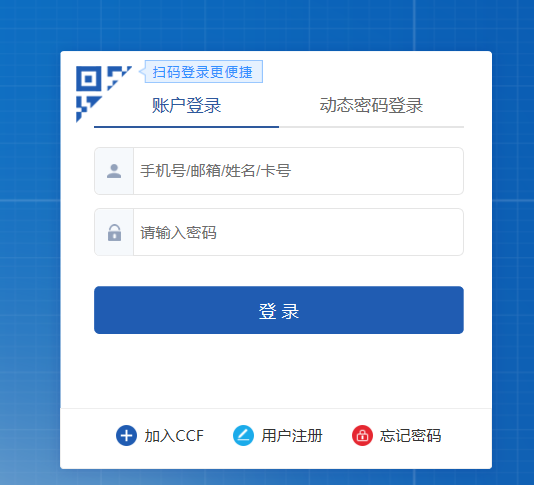 扫码登录更便捷
账户登录 动态密码登录
手机号/邮箱/姓名/卡号
请输入密码
登 录
加入CCF 用户注册 忘记密码